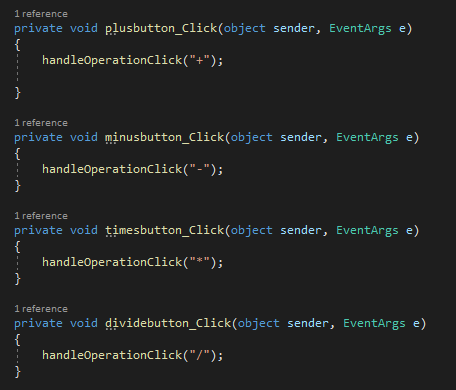 1 reference
private void plusbutton_Click(object sender, EventArgs e)
{
handleOperationClick("+");
}
1 reference
private void minusbutton_Click(object sender, EventArgs e)
{
handleOperationClick("-");
}
1 reference
private void timesbutton_Click(object sender, EventArgs e)
{
handleOperationClick("*");
}
1 reference
private void dividebutton_Click(object sender, EventArgs e)
{
handleOperationClick("/");
}